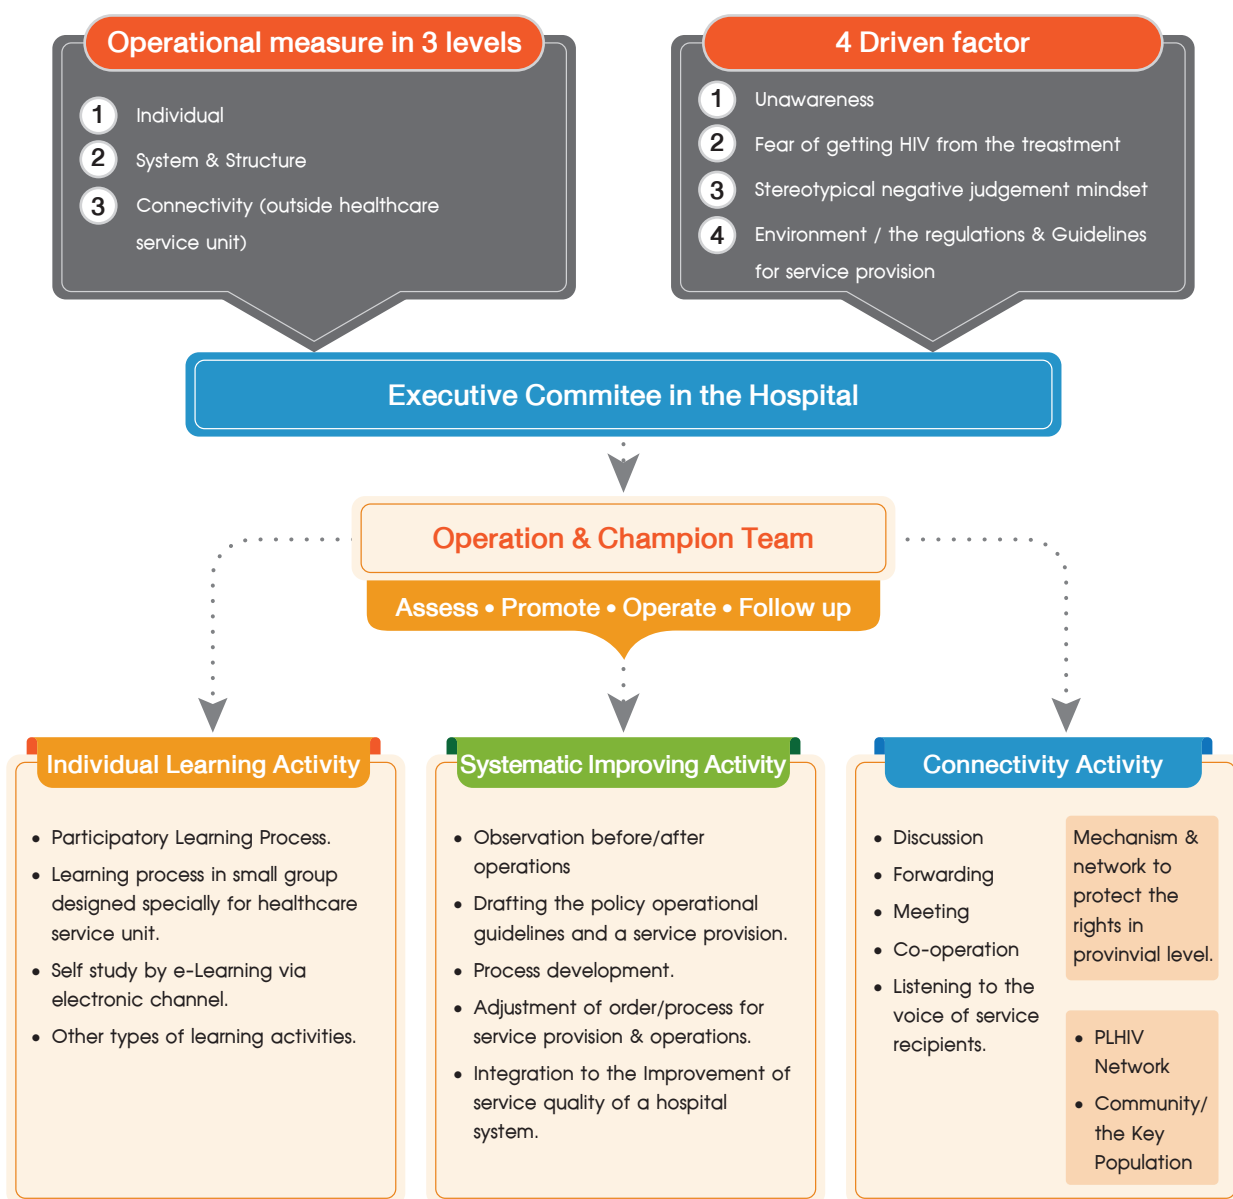 Operational measure in 3 levels
1 Individual
2 System & Structure
3 Connectivity (outside healthcare
service unit)
4 Driven factor
1 Unawareness
2 Fear of getting HIV from the treastment
3 Stereotypical negative judgement mindset
4 Environment / the regulations & Guidelines
for service provision
Executive Commitee in the Hospital
Operation & Champion Team
Assess • Promote • Operate • Follow up
Individual Learning Activity
• Participatory Learning Process.
• Learning process in small group
designed specially for healthcare
service unit.
• Self study by e-Learning via
electronic channel.
• Other types of learning activities.
Systematic Improving Activity
• Observation before/after
operations
• Drafting the policy operational
guidelines and a service provision.
• Process development.
• Adjustment of order/process for
service provision & operations.
• Integration to the Improvement of
service quality of a hospital
system.
Connectivity Activity
• Discussion
• Forwarding
• Meeting
• Co-operation
• Listening to the
voice of service
recipients.
Mechanism &
network to
protect the
rights in
provinvial level.
• PLHIV
Network
• Community/
the Key
Population